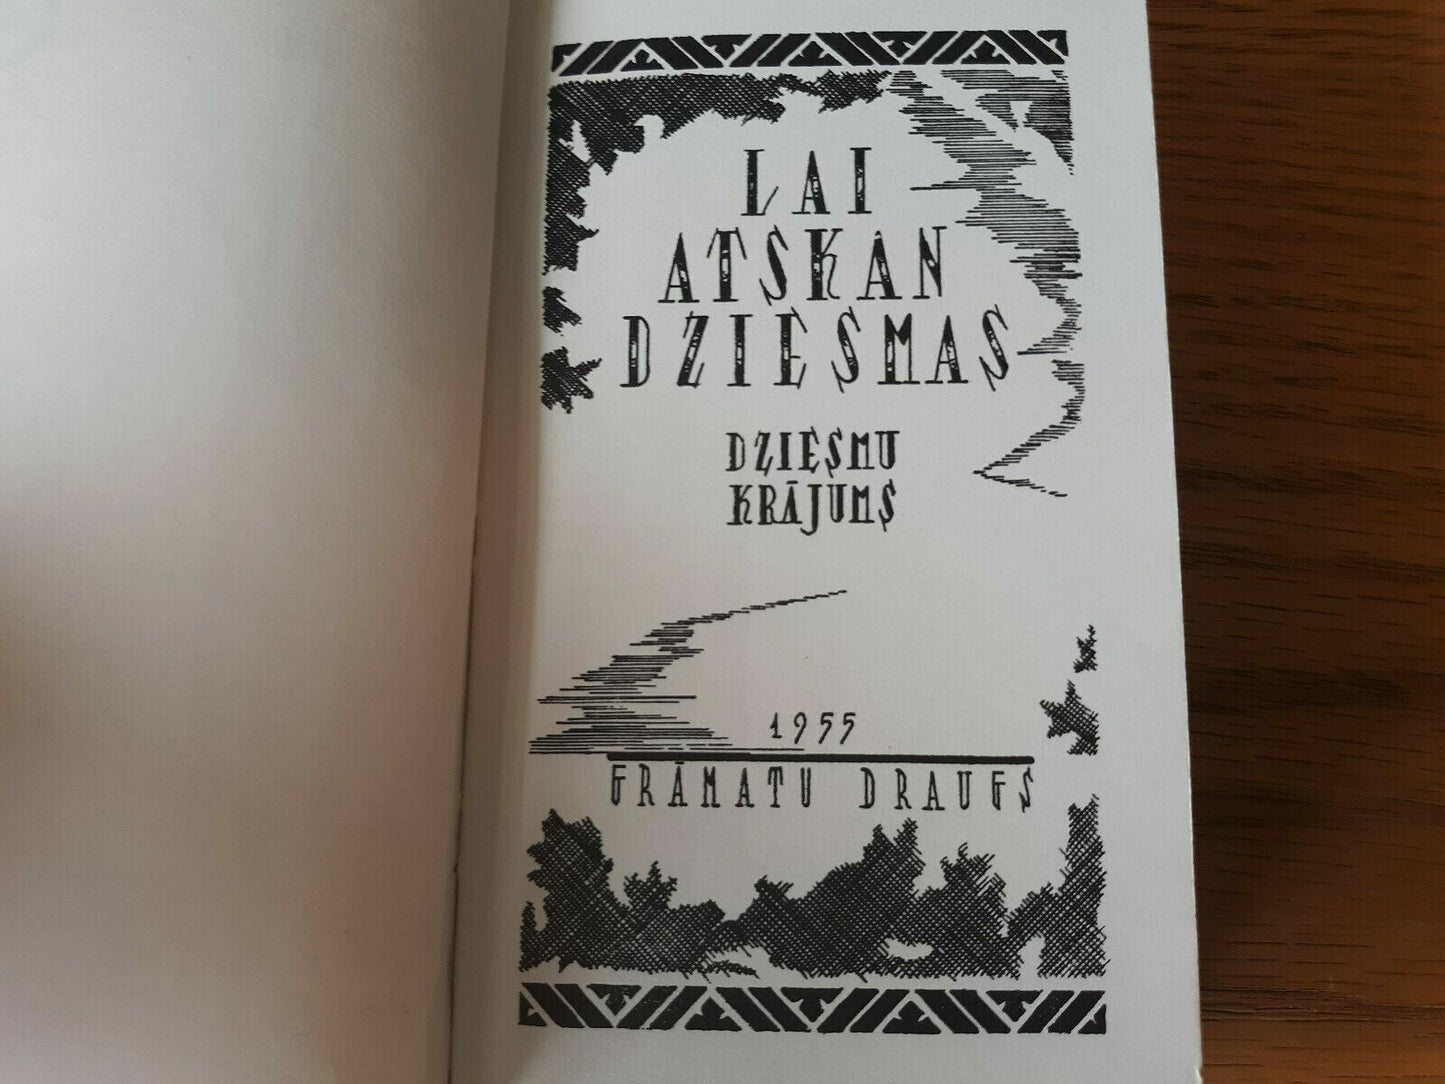 LAI
ATSKAN
DZIESMAS
DZIESMU
KRĀJUMS
1955
GRĀMATU DRAUGS